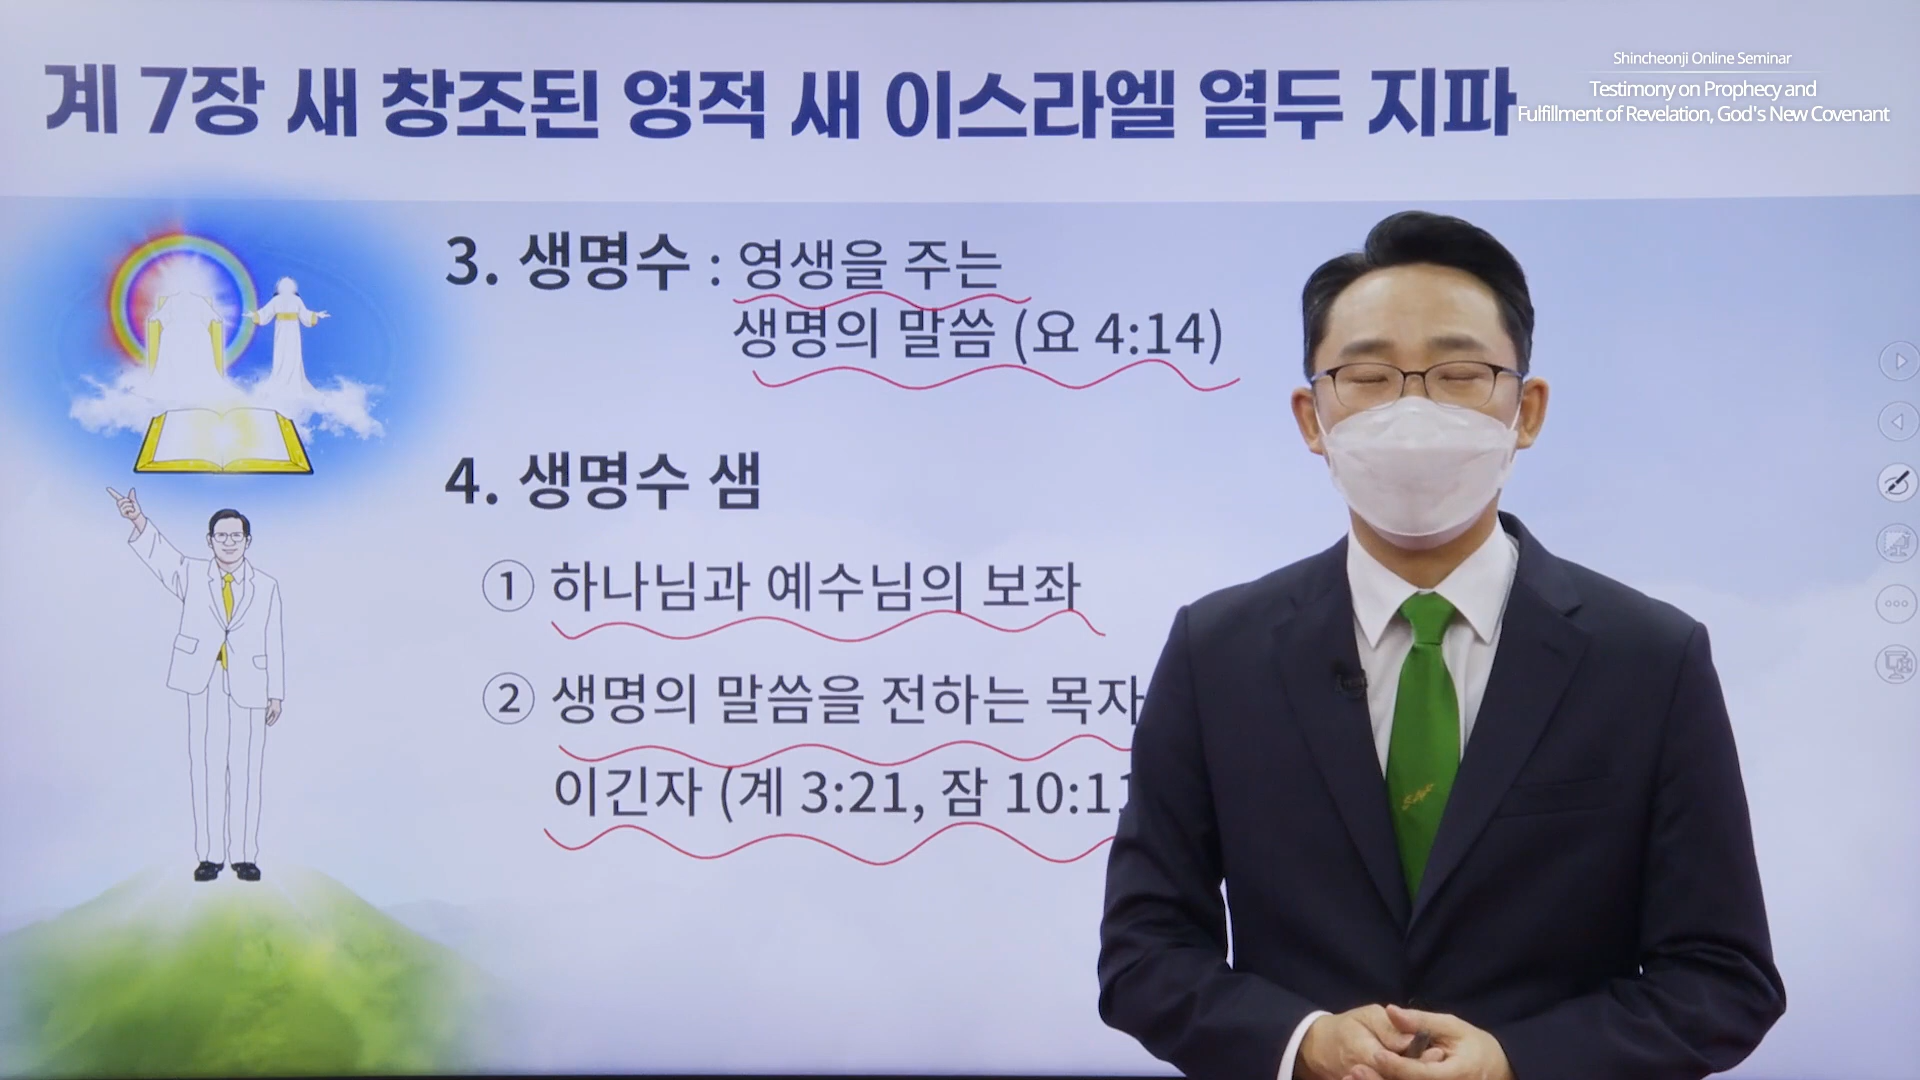 계 7장 새 창조된 영적 새 이스라엘 열두 지파
Shincheonji Online Seminar
Testimony on Prophecy and
Fulfillment of Revelation, God's New Covenant
3. 생명수 : 영생을 주는
생명의 말씀 (요 4:14)
4. 생명수 샘
① 하나님과 예수님의 보좌
② 생명의 말씀을 전하는 목자
이긴자 (계 3:21, 잠 10:11